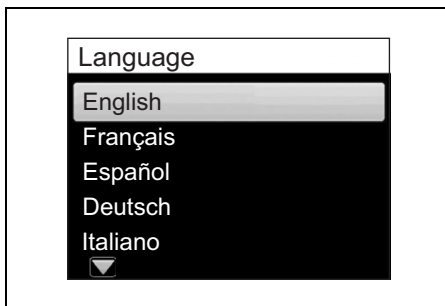 Language
English
Français
Español
Deutsch
Italiano